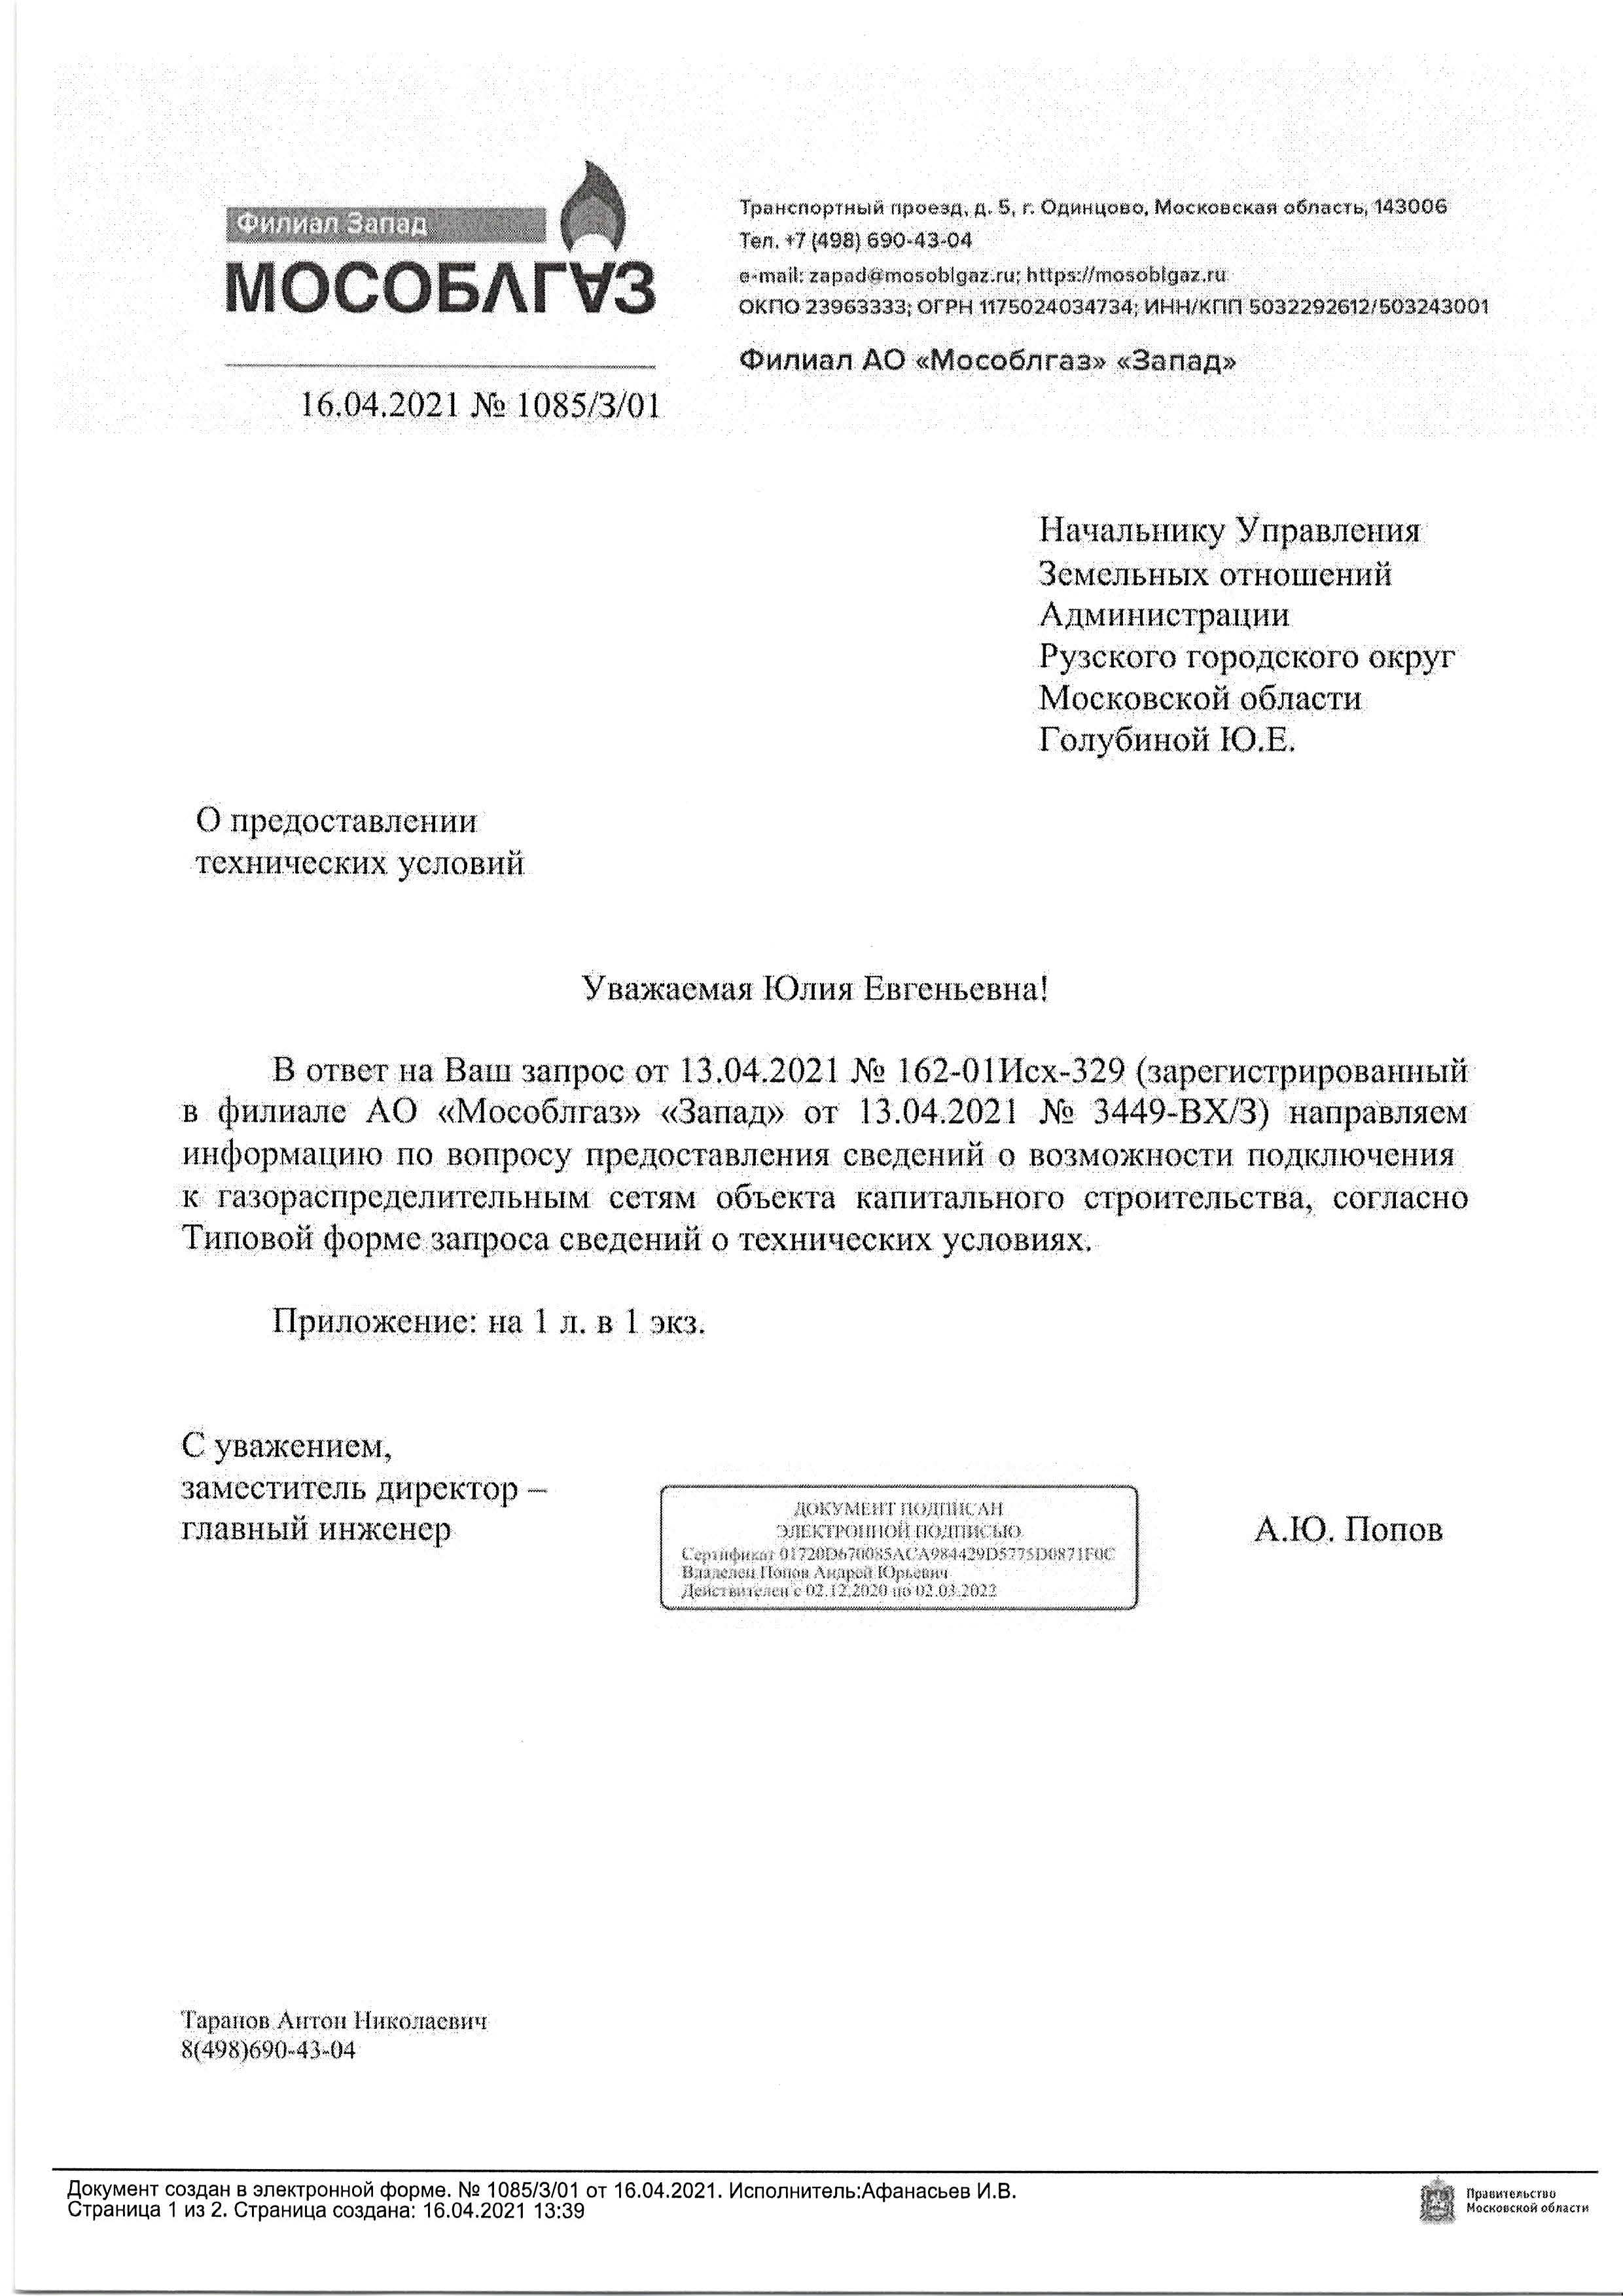 Филиал Запад
МОСОБЛГАЗ
16.04.2021 № 1085/З/01
Транспортный проезд, д. 5, г. Одинцово, Московская область, 143006
Тел. +7 (498) 690-43-04
e-mail: zapad@mosoblgaz.ru; https://mosoblgaz.ru
ОКПО 23963333; ОГРН 1175024034734; ИНН/КПП 5032292612/503243001
Филиал АО «Мособлгаз» «Запад»
Начальнику Управления
Земельных отношений
Администрации
Рузского городского округ
Московской области
Голубиной Ю.Е.
О предоставлении
технических условий
Уважаемая Юлия Евгеньевна!
В ответ на Ваш запрос от 13.04.2021 № 162-01Исх-329 (зарегистрированный
в филиале АО «Мособлгаз» «Запад» от 13.04.2021 № 3449-ВХ/З) направляем
информацию по вопросу предоставления сведений о возможности подключения
к газораспределительным сетям объекта капитального строительства, согласно
Типовой форме запроса сведений о технических условиях.
Приложение: на 1 л. в 1 экз.
С уважением,
заместитель директор –
главный инженер
ДОКУМЕНТ ПОДПИСАН
ЭЛЕКТРОННОЙ ПОДПИСЬЮ
Сертификат 01720D670085ACA984429D5775D0871F0C
Владелец Попов Андрей Юрьевич
Действителен с 02.12.2020 по 02.03.2022
А.Ю. Попов
Таранов Антон Николаевич
8(498)690-43-04
Документ создан в электронной форме. № 1085/З/01 от 16.04.2021. Исполнитель:Афанасьев И.В.
Страница 1 из 2. Страница создана: 16.04.2021 13:39
Правительство
Московской области